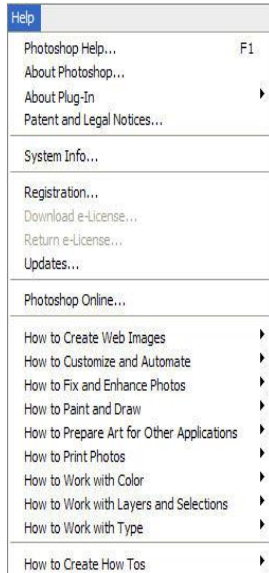 Help
Photoshop Help... F1
About Photoshop...
About Plug-In
Patent and Legal Notices...
System Info...
Registration...
Download e-License...
Return e-License...
Updates...
Photoshop Online...
How to Create Web Images
How to Customize and Automate
How to Fix and Enhance Photos
How to Paint and Draw
How to Prepare Art for Other Applications
How to Print Photos
How to Work with Color
How to Work with Layers and Selections
How to Work with Type
How to Create How Tos